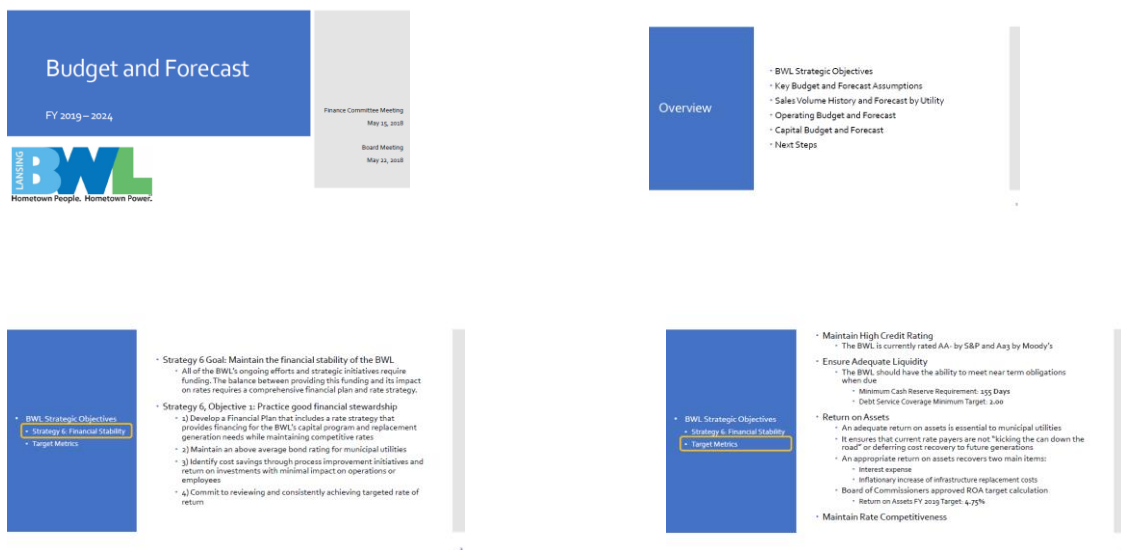 Budget and Forecast
FY 2019 – 2024
Finance Committee Meeting
May 15, 2018
Board Meeting
May 22, 2018
LANSING
BWL
Hometown People. Hometown Power.
Overview
• BWL Strategic Objectives
• Key Budget and Forecast Assumptions
• Sales Volume History and Forecast by Utility
• Operating Budget and Forecast
• Capital Budget and Forecast
• Next Steps
• BWL Strategic Objectives
• Strategy 6: Financial Stability
• Target Metrics
• Strategy 6 Goal: Maintain the financial stability of the BWL
• All of the BWL's ongoing efforts and strategic initiatives require
funding. The balance between providing this funding and its impact
on rates requires a comprehensive financial plan and rate strategy.
• Strategy 6, Objective 1: Practice good financial stewardship
• 1) Develop a Financial Plan that includes a rate strategy that
provides financing for the BWL's capital program and replacement
generation needs while maintaining competitive rates
• 2) Maintain an above average bond rating for municipal utilities
• 3) Identify cost savings through process improvement initiatives and
return on investments with minimal impact on operations or
employees
• 4) Commit to reviewing and consistently achieving targeted rate of
return
• BWL Strategic Objectives
• Strategy 6: Financial Stability
• Target Metrics
• Maintain High Credit Rating
• The BWL is currently rated AA- by S&P and Aa3 by Moody's
• Ensure Adequate Liquidity
• The BWL should have the ability to meet near term obligations
when due
• Minimum Cash Reserve Requirement: 155 Days
• Debt Service Coverage Minimum Target: 2.00
• Return on Assets
• An adequate return on assets is essential to municipal utilities
• It ensures that current rate payers are not "kicking the can down the
road" or deferring cost recovery to future generations
• An appropriate return on assets recovers two main items:
• Interest expense
• Inflationary increase of infrastructure replacement costs
• Board of Commissioners approved ROA target calculation
• Return on Assets FY 2019 Target: 4.75%
• Maintain Rate Competitiveness